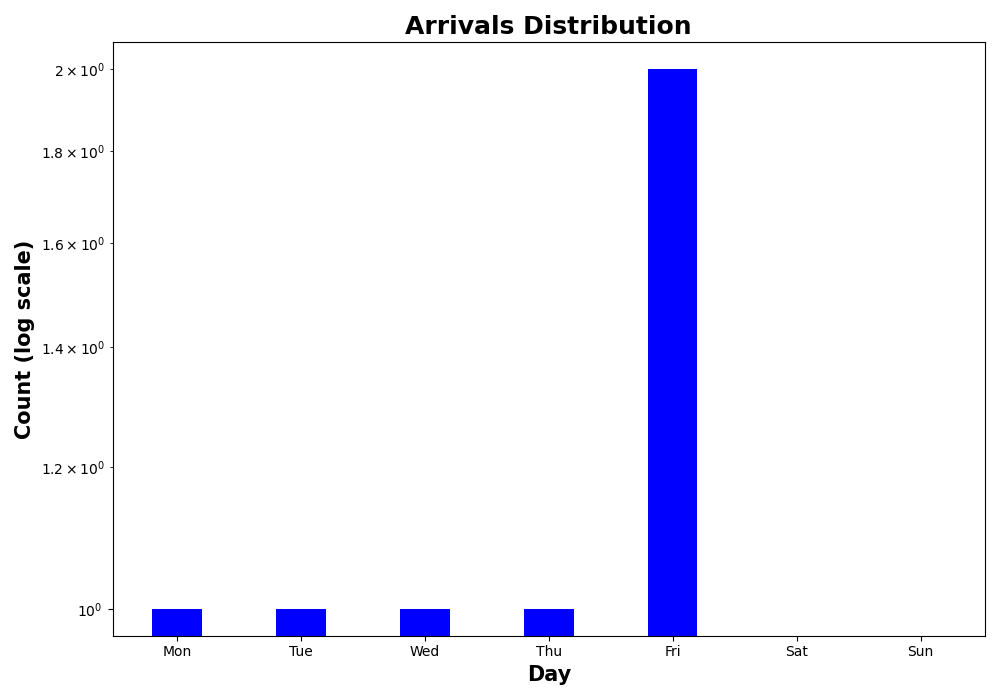 Arrivals Distribution
Count (log scale)
2 × 10⁰
1.8 × 10⁰
1.6 × 10⁰
1.4 × 10⁰
1.2 × 10⁰
10⁰
Mon Tue Wed Thu Fri Sat Sun
Day